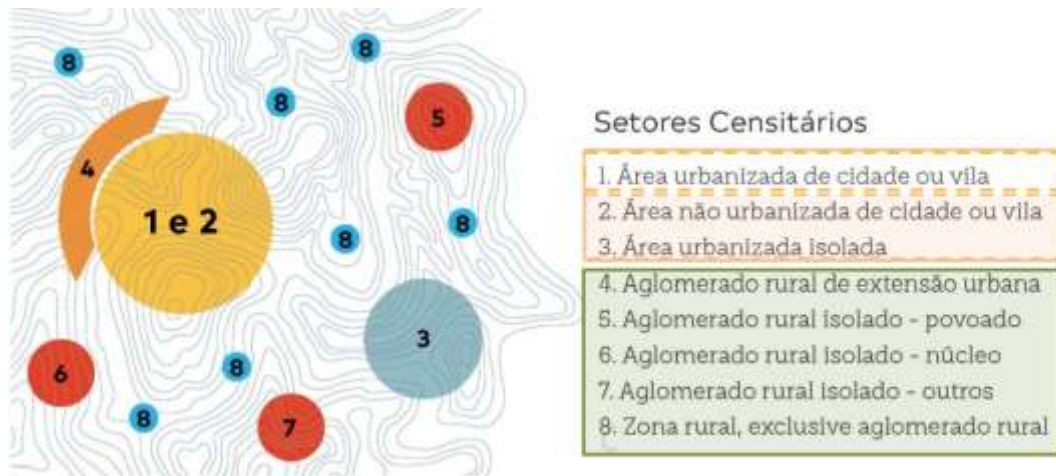 8
8
8
5
4
1 e 2
8
8
3
6
8
8
7
Setores Censitários
1. Área urbanizada de cidade ou vila
2. Área não urbanizada de cidade ou vila
3. Área urbanizada isolada
4. Aglomerado rural de extensão urbana
5. Aglomerado rural isolado - povoado
6. Aglomerado rural isolado - núcleo
7. Aglomerado rural isolado - outros
8. Zona rural, exclusive aglomerado rural